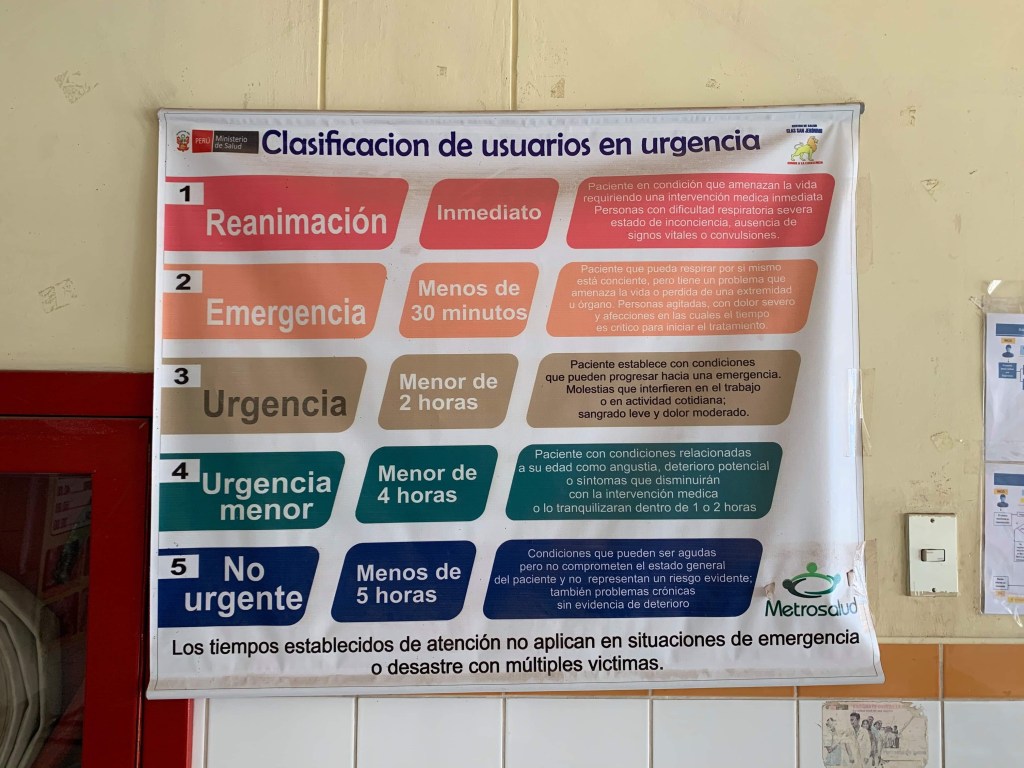 PERÚ
Ministerio
de Salud
Clasificacion de usuarios en urgencia
1
Reanimación
Inmediato
Paciente en condición que amenazan la vida
requiriendo una intervención medica inmediata
Personas con dificultad respiratoria severa
estado de inconciencia, ausencia de
signos vitales o convulsiones.
2
Emergencia
Menos de
30 minutos
Paciente que pueda respirar por si mismo
está conciente, pero tiene un problema que
amenaza la vida o perdida de una extremidad
u órgano. Personas agitadas, con dolor severo
y afecciones en las cuales el tiempo
es critico para iniciar el tratamiento.
3
Urgencia
Menor de
2 horas
Paciente establece con condiciones
que pueden progresar hacia una emergencia.
Molestias que interfieren en el trabajo
o en actividad cotidiana;
sangrado leve y dolor moderado.
4
Urgencia
menor
Menor de
4 horas
Paciente con condiciones relacionadas
a su edad como angustia, deterioro potencial
o síntomas que disminuirán
con la intervención medica
o lo tranquilizaran dentro de 1 o 2 horas
5
No
urgente
Menos de
5 horas
Condiciones que pueden ser agudas
pero no comprometen el estado general
del paciente y no representan un riesgo evidente;
también problemas crónicas
sin evidencia de deterioro
Metrosalud
Los tiempos establecidos de atención no aplican en situaciones de emergencia
o desastre con múltiples victimas.